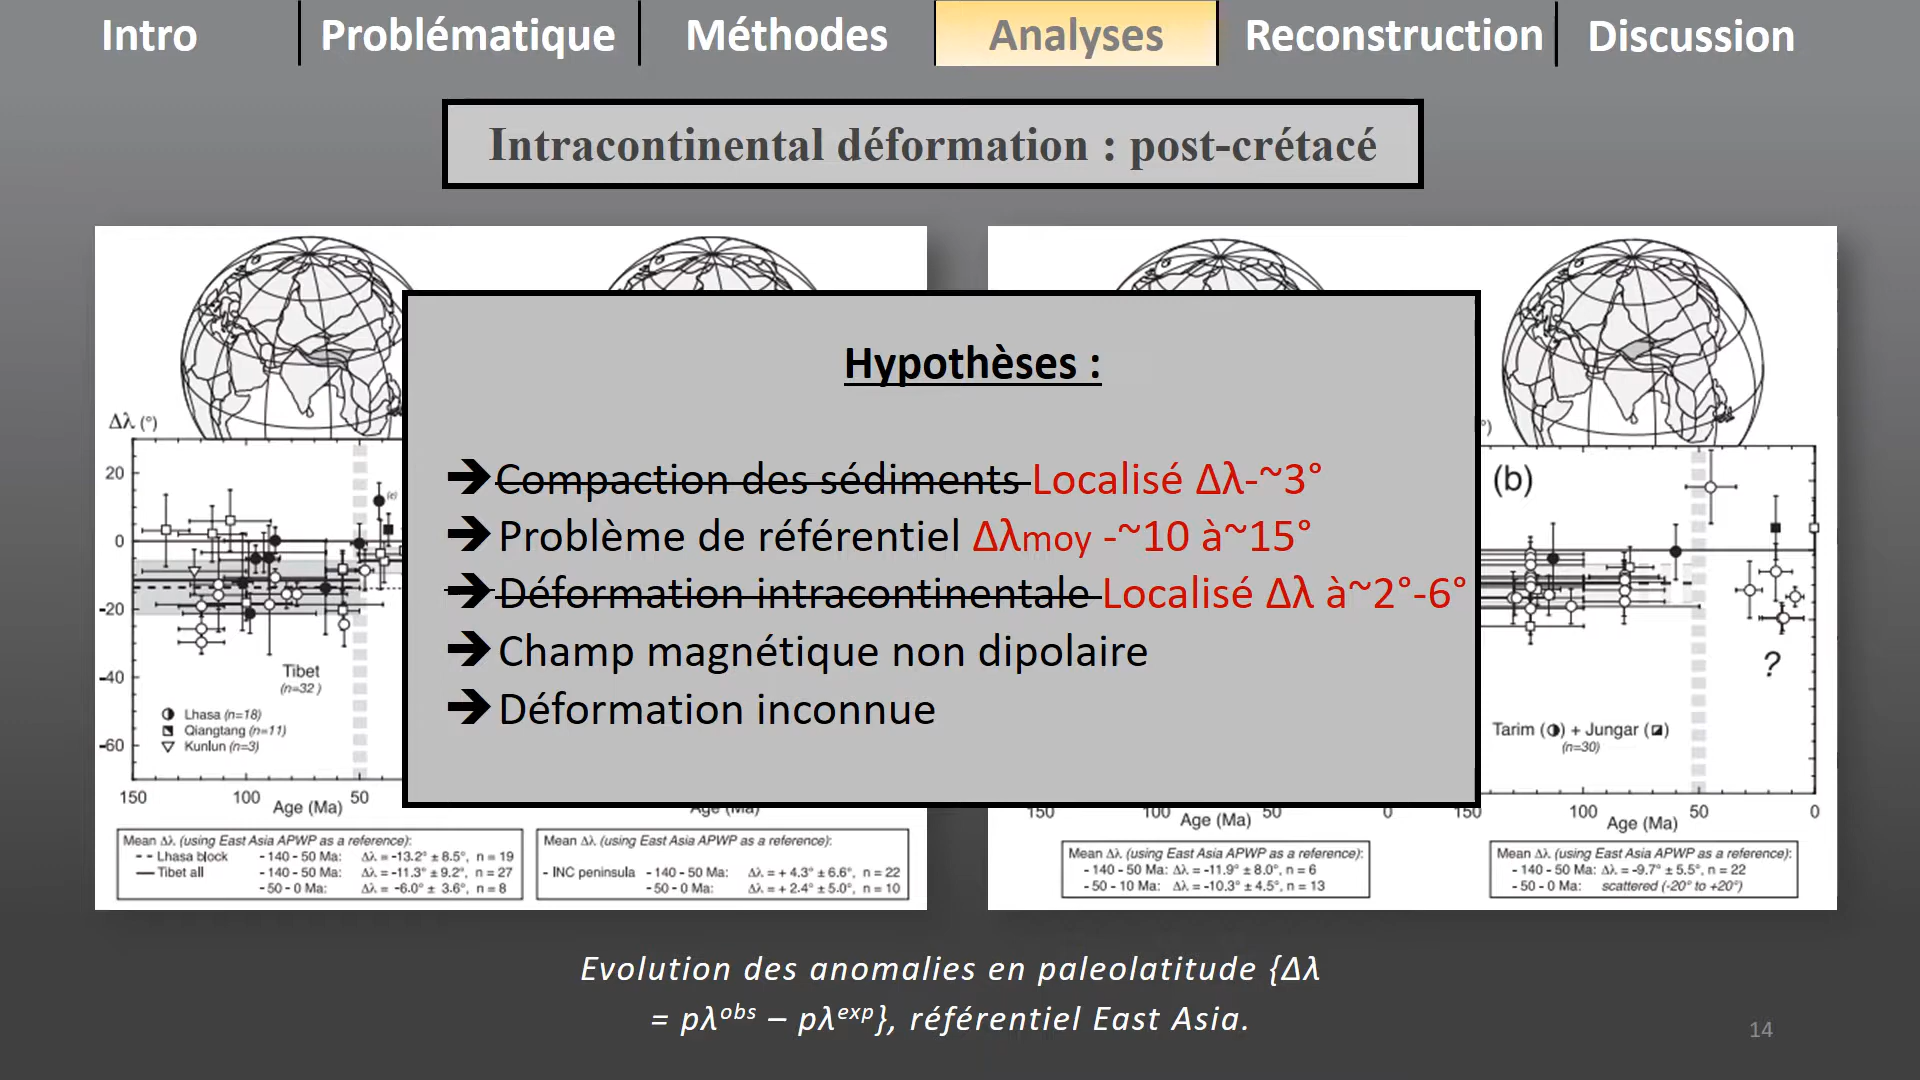 Intro
Problématique
Méthodes
Analyses
Reconstruction
Discussion
Intracontinental déformation : post-crétacé
Hypothèses :
➔Compaction des sédiments Localisé Δλ-~3°
➔Problème de référentiel Δλmoy -~10 à~15°
➔Déformation intracontinentale Localisé Δλ à~2°-6°
➔Champ magnétique non dipolaire
➔Déformation inconnue
Δλ (°)
20
0
-20
-40
-60
Tibet
(n=32 )
Lhasa (n=18)
Qiangtang (n=11)
Kunlun (n=3)
150
100
50
Age (Ma)
Mean Δλ. (using East Asia APWP as a reference):
Lhasa block - 140 - 50 Ma: Δλ = -13.2° ± 8.5°, n = 19
Tibet all - 140 - 50 Ma: Δλ = -11.3° ± 9.2°, n = 27
- 50 - 0 Ma: Δλ = -6.0° ± 3.6°, n = 8
Age (Ma)
Mean Δλ. (using East Asia APWP as a reference):
- INC peninsula - 140 - 50 Ma: Δλ = + 4.3° ± 6.6°, n = 22
- 50 - 0 Ma: Δλ = + 2.4° ± 5.0°, n = 10
150
100
50
0
Age (Ma)
Mean Δλ (using East Asia APWP as a reference):
- 140 - 50 Ma: Δλ = -11.9° ± 8.0°, n = 6
- 50 - 10 Ma: Δλ = -10.3° ± 4.5°, n = 13
°)
(b)
?
Tarim (◑) + Jungar (◪)
(n=30)
150
100
50
0
Age (Ma)
Mean Δλ (using East Asia APWP as a reference):
- 140 - 50 Ma: Δλ = -9.7° ± 5.5°, n = 22
- 50 - 0 Ma: scattered (-20° to +20°)
Evolution des anomalies en paleolatitude {Δλ
= pλobs – pλexp}, référentiel East Asia.
14